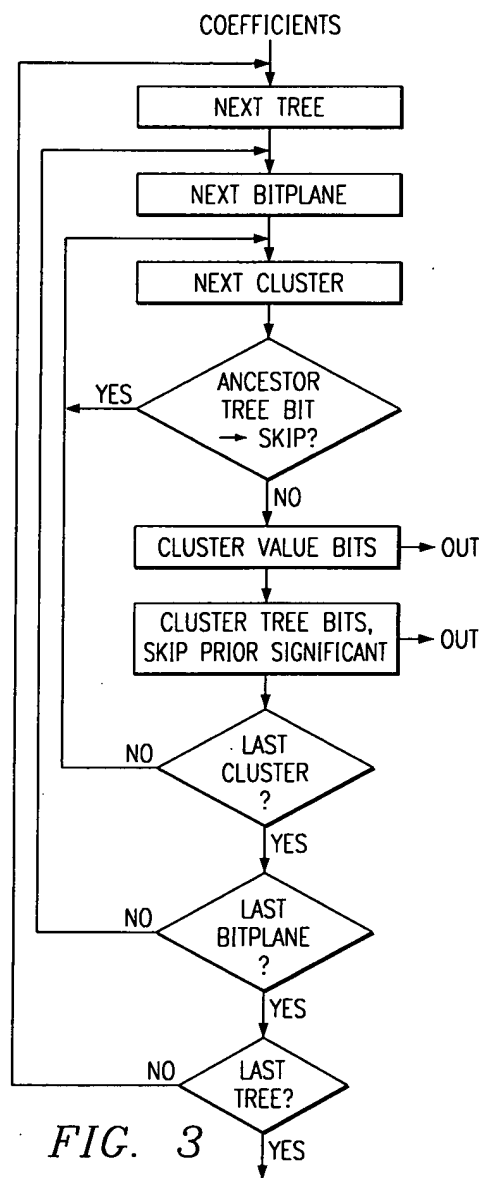 COEFFICIENTS
NEXT TREE
NEXT BITPLANE
NEXT CLUSTER
ANCESTOR
TREE BIT
→ SKIP?
YES
NO
CLUSTER VALUE BITS
OUT
CLUSTER TREE BITS,
SKIP PRIOR SIGNIFICANT
OUT
LAST
CLUSTER
?
NO
YES
LAST
BITPLANE
?
NO
YES
LAST
TREE?
NO
YES
FIG. 3